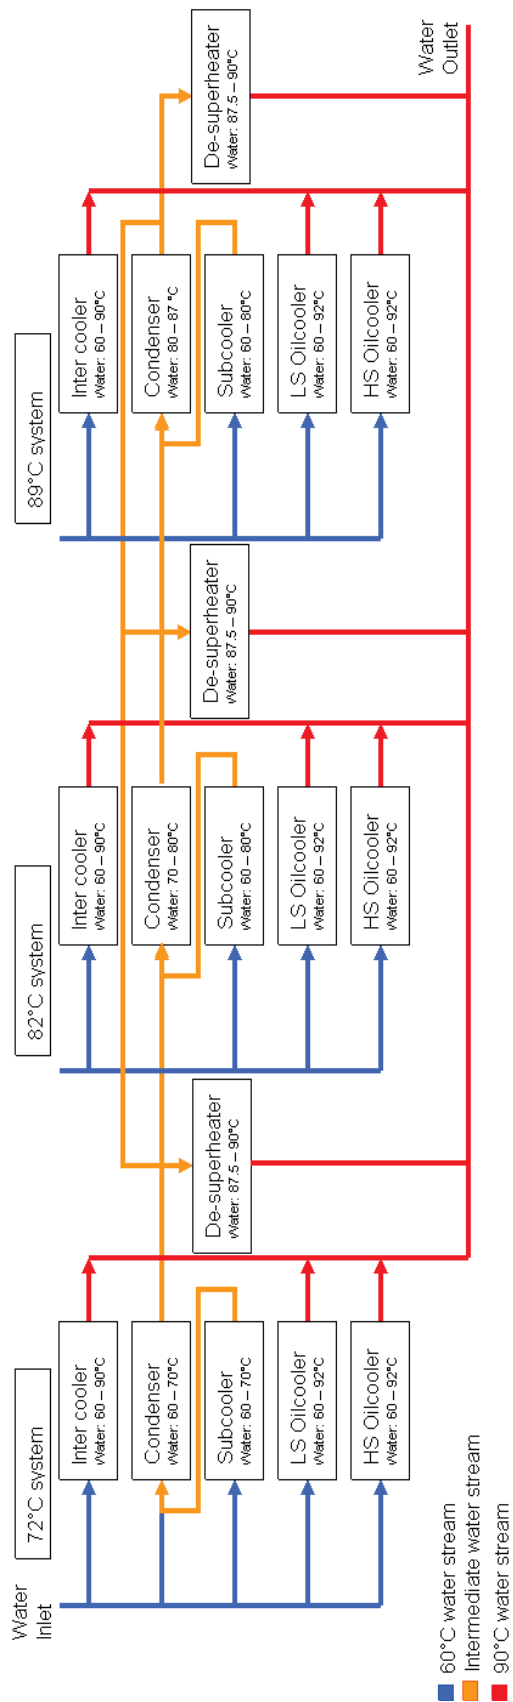 Water
Inlet
72°C system
Inter cooler
Water: 60 – 90°C
Condenser
Water: 60 – 70°C
Subcooler
Water: 60 – 70°C
LS Oilcooler
Water: 60 – 92°C
HS Oilcooler
Water: 60 – 92°C
De-superheater
Water: 87.5 – 90°C
82°C system
Inter cooler
Water: 60 – 90°C
Condenser
Water: 70 – 80°C
Subcooler
Water: 60 – 80°C
LS Oilcooler
Water: 60 – 92°C
HS Oilcooler
Water: 60 – 92°C
De-superheater
Water: 87.5 – 90°C
89°C system
Inter cooler
Water: 60 – 90°C
Condenser
Water: 80 – 87 °C
Subcooler
Water: 60 – 80°C
LS Oilcooler
Water: 60 – 92°C
HS Oilcooler
Water: 60 – 92°C
De-superheater
Water: 87.5 – 90°C
Water
Outlet
60°C water stream
Intermediate water stream
90°C water stream